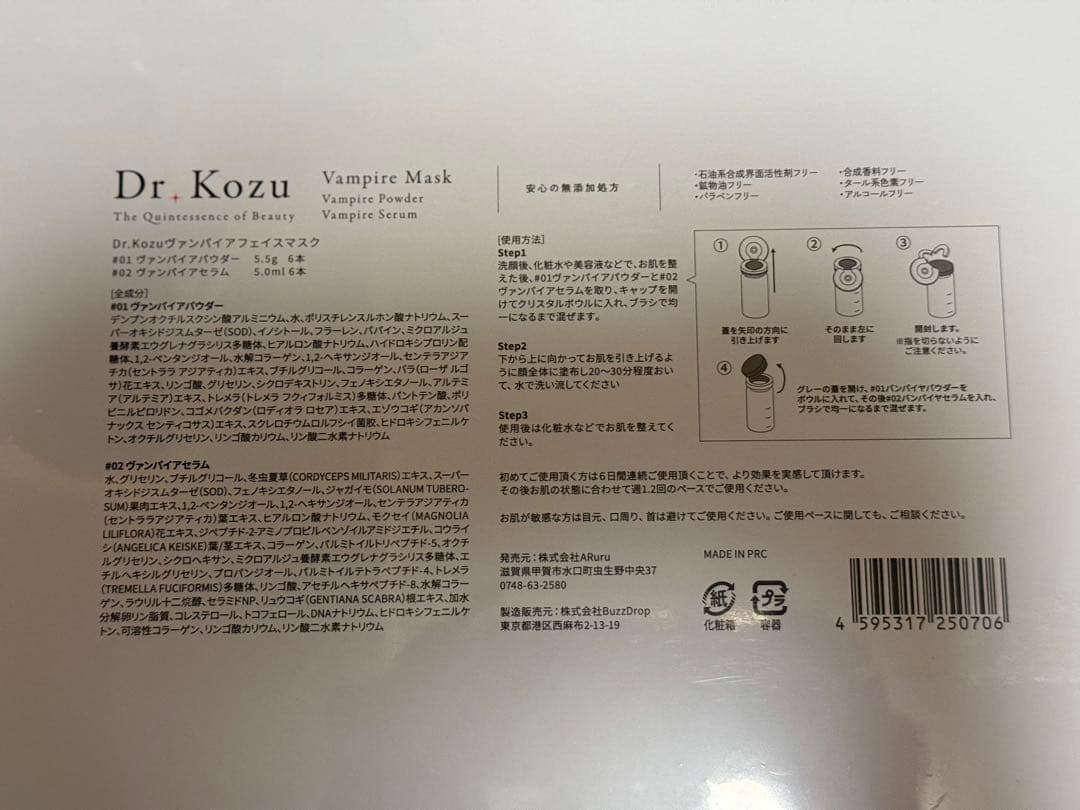 Dr. Kozu
The Quintessence of Beauty
Vampire Mask
Vampire Powder
Vampire Serum
安心の無添加処方
・石油系合成界面活性剤フリー
・鉱物油フリー
・パラベンフリー
・合成香料フリー
・タール系色素フリー
・アルコールフリー
Dr.Kozuヴァンパイアフェイスマスク
#01 ヴァンパイアパウダー 5.5g 6本
#02 ヴァンパイアセラム 5.0ml 6本
[全成分]
#01 ヴァンパイアパウダー
デンプンオクチルスクシン酸アルミニウム、水、ポリスチレンスルホン酸ナトリウム、スー
パーオキシドジスムターゼ(SOD)、イノシトール、フラーレン、パパイン、ミクロアルジュ
養酵素エウグレナグラシリス多糖体、ヒアルロン酸ナトリウム、ハイドロキシプロリン配
糖体、1,2-ペンタンジオール、水解コラーゲン、1,2-ヘキサンジオール、センテラアジア
チカ(センテララ アジアティカ)エキス、ブチルグリコール、コラーゲン、バラ(ローザ ルゴ
サ)花エキス、リンゴ酸、グリセリン、シクロデキストリン、フェノキシエタノール、アルテミ
ア(アルテミア)エキス、トレメラ(トレメラ フクィフォルミス)多糖体、パンテン酸、ポリ
ビニルピロリドン、コゴメバクダン(ロディオラ ロセア)エキス、エゾウコギ(アカンソパ
ナックス センティコサス)エキス、スクレロチウムロルフシイ菌胶、ヒドロキシフェニルケ
トン、オクチルグリセリン、リンゴ酸カリウム、リン酸二水素ナトリウム
#02 ヴァンパイアセラム
水、グリセリン、ブチルグリコール、冬虫夏草(CORDYCEPS MILITARIS)エキス、スーパー
オキシドジスムターゼ(SOD)、フェノキシエタノール、ジャガイモ(SOLANUM TUBERO-
SUM)果肉エキス、1,2-ペンタンジオール、1,2-ヘキサンジオール、センテラアジアティカ
(セントララアジアティカ)葉エキス、ヒアルロン酸ナトリウム、モクセイ(MAGNOLIA
LILIFLORA)花エキス、ジペプチド-2-アミノプロピルベンゾイルアミドジエチル、コウライ
シ(ANGELICA KEISKE)葉/茎エキス、コラーゲン、パルミトイルトリペプチド-5、オクチ
ルグリセリン、シクロヘキサン、ミクロアルジュ養酵素エウグレナグラシリス多糖体、エ
チルヘキシルグリセリン、プロパンジオール、パルミトイルテトラペプチド-4、トレメラ
(TREMELLA FUCIFORMIS)多糖体、リンゴ酸、アセチルヘキサペプチド-8、水解コラー
ゲン、ラウリル十二烷醇、セラミドNP、リュウコギ(GENTIANA SCABRA)根エキス、加水
分解卵リン脂質、コレステロール、トコフェロール、DNAナトリウム、ヒドロキシフェニルケ
トン、可溶性コラーゲン、リンゴ酸カリウム、リン酸二水素ナトリウム
[使用方法]
Step1
洗顔後、化粧水や美容液などで、お肌を整
えた後、#01ヴァンパイアパウダーと#02
ヴァンパイアセラムを取り、キャップを開
けてクリスタルボウルに入れ、ブラシで均
一になるまで混ぜます。
Step2
下から上に向かってお肌を引き上げるよ
うに顔全体に塗布し20〜30分程度おい
て、水で洗い流してください
Step3
使用後は化粧水などでお肌を整えてく
ださい。
①
蓋を矢印の方向に
引き上げます
②
そのまま左に
回します
③
開封します。
※指を切らないように
ご注意ください。
④
グレーの蓋を開け、#01バンパイヤパウダーを
ボウルに入れて、その後#02バンパイヤセラムを入れ、
ブラシで均一になるまで混ぜます。
初めてご使用頂く方は6日間連続ご使用頂くことで、より効果を実感して頂けます。
その後お肌の状態に合わせて週1.2回のペースでご使用ください。
お肌が敏感な方は目元、口周り、首は避けてご使用ください。ご使用ペースに関しても、ご相談ください。
発売元：株式会社ARuru
滋賀県甲賀市水口町虫生野中央37
0748-63-2580
製造販売元：株式会社BuzzDrop
東京都港区西麻布2-13-19
MADE IN PRC
紙
化粧箱
プラ
容器
4 595317 250706